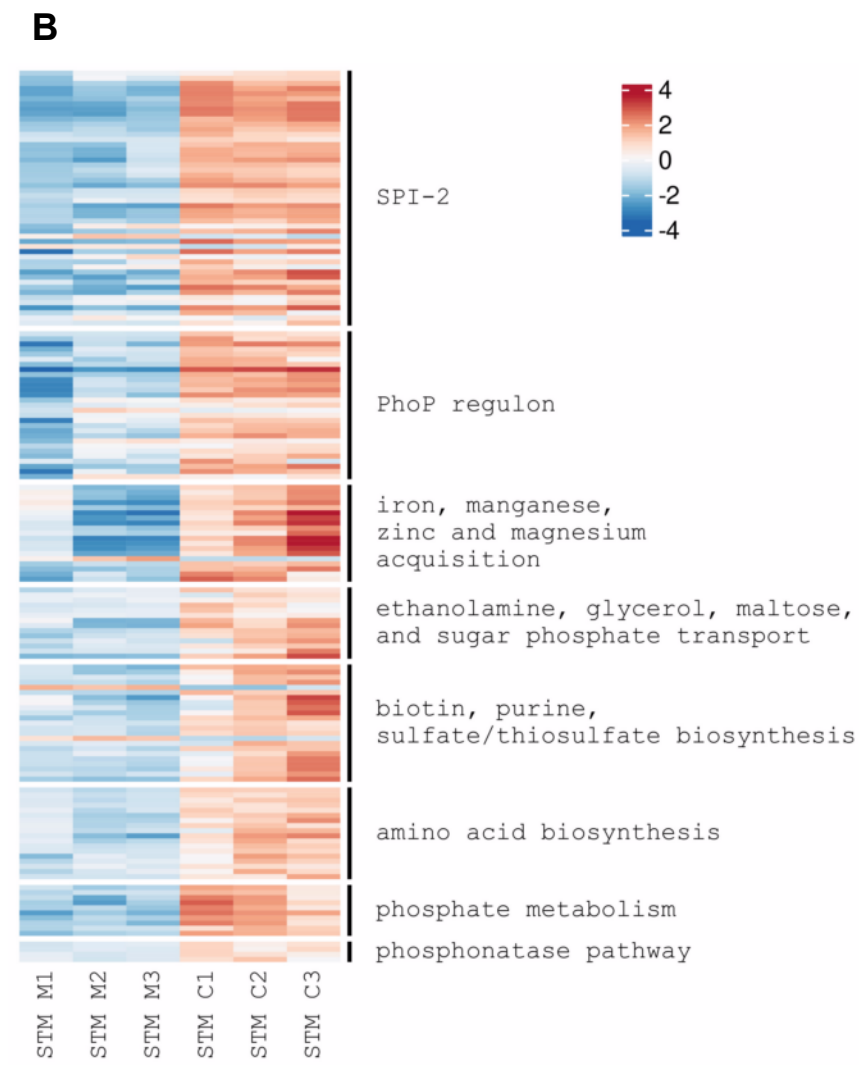 B
4
2
0
-2
-4
SPI-2
PhoP regulon
iron, manganese,
zinc and magnesium
acquisition
ethanolamine, glycerol, maltose,
and sugar phosphate transport
biotin, purine,
sulfate/thiosulfate biosynthesis
amino acid biosynthesis
phosphate metabolism
phosphonatase pathway
STM M1
STM M2
STM M3
STM C1
STM C2
STM C3